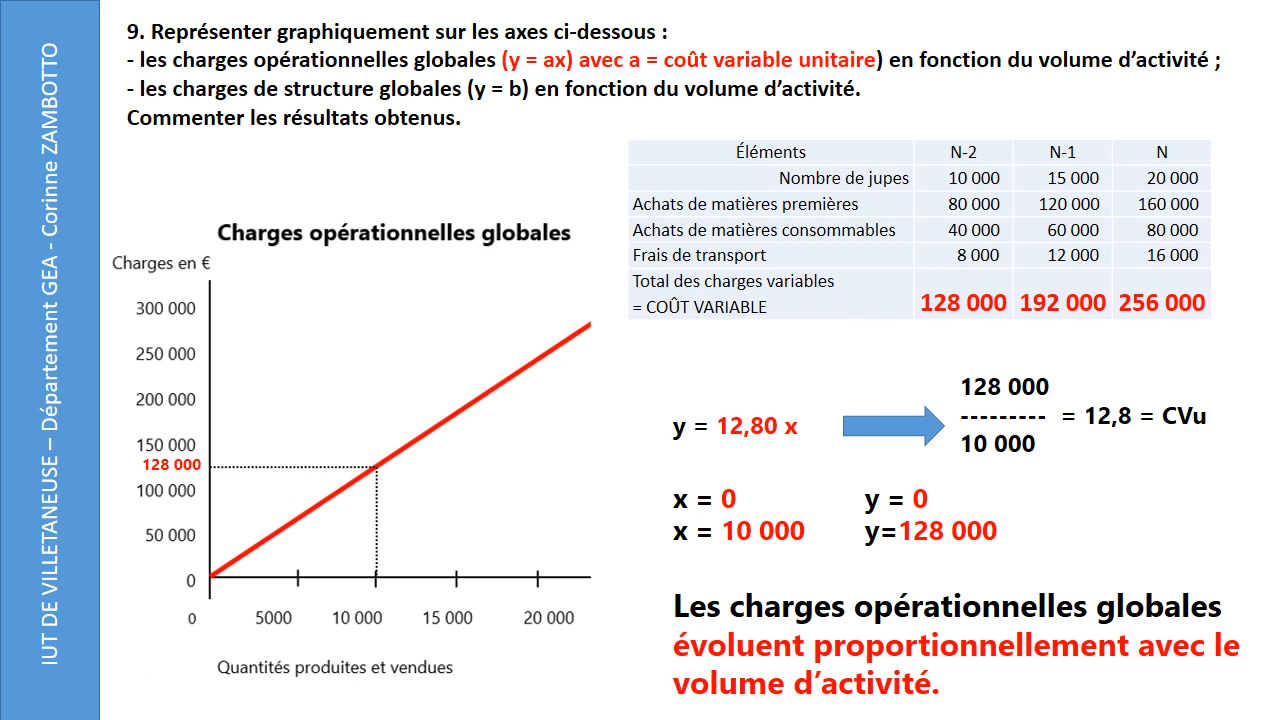 IUT DE VILLETANEUSE – Département GEA - Corinne ZAMBOTTO
9. Représenter graphiquement sur les axes ci-dessous :
- les charges opérationnelles globales (y = ax) avec a = coût variable unitaire) en fonction du volume d’activité ;
- les charges de structure globales (y = b) en fonction du volume d’activité.
Commenter les résultats obtenus.
Éléments N-2 N-1 N
Nombre de jupes 10 000 15 000 20 000
Achats de matières premières 80 000 120 000 160 000
Achats de matières consommables 40 000 60 000 80 000
Frais de transport 8 000 12 000 16 000
Total des charges variables
= COÛT VARIABLE 128 000 192 000 256 000
Charges opérationnelles globales
Charges en €
300 000
250 000
200 000
150 000
128 000
100 000
50 000
0
0 5000 10 000 15 000 20 000
Quantités produites et vendues
y = 12,80 x
128 000
--------- = 12,8 = CVu
10 000
x = 0 y = 0
x = 10 000 y=128 000
Les charges opérationnelles globales
évoluent proportionnellement avec le
volume d’activité.